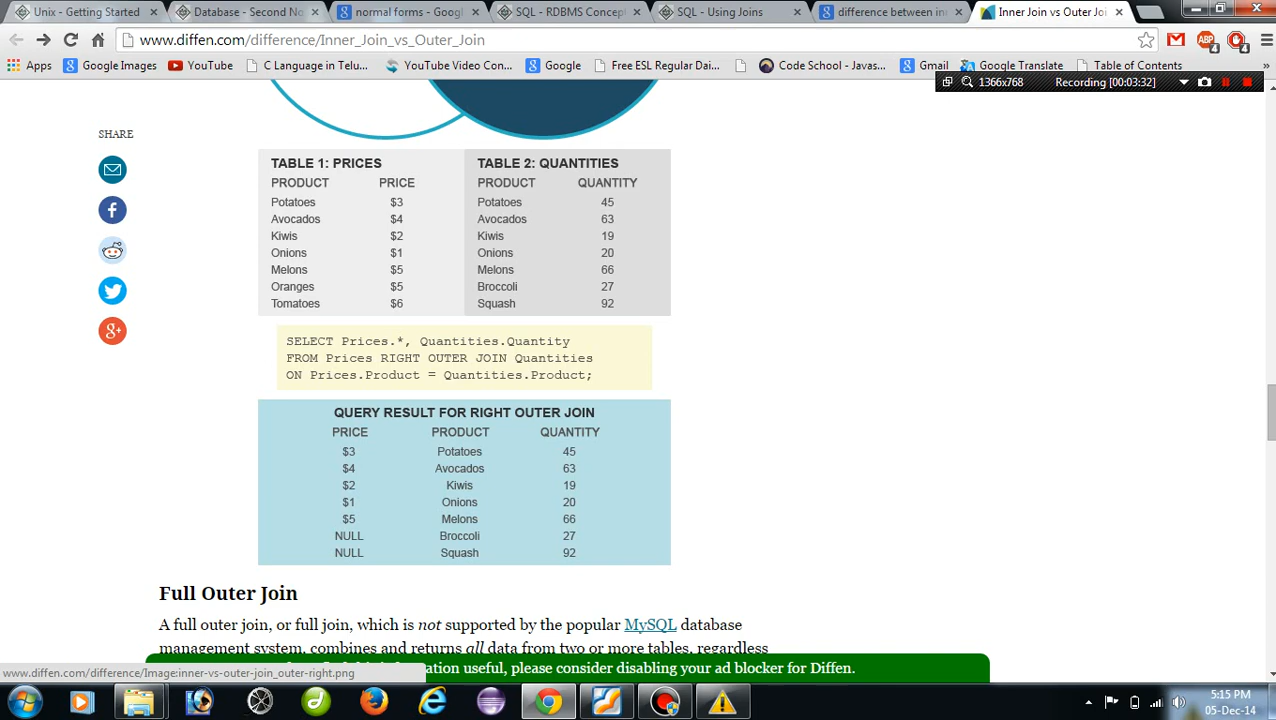 Unix - Getting Started
Database - Second No
normal forms - Googl
SQL - RDBMS Concep
SQL - Using Joins
difference between in
Inner Join vs Outer Joi
www.diffen.com/difference/Inner_Join_vs_Outer_Join
ABP
4
4
Apps
Google Images
YouTube
C Language in Telu...
YouTube Video Con...
Google
Free ESL Regular Dai...
Code School - Javas...
Gmail
Google Translate
Table of Contents
»
1366x768
Recording [00:03:32]
SHARE
TABLE 1: PRICES TABLE 2: QUANTITIES
PRODUCT PRICE PRODUCT QUANTITY
Potatoes $3 Potatoes 45
Avocados $4 Avocados 63
Kiwis $2 Kiwis 19
Onions $1 Onions 20
Melons $5 Melons 66
Oranges $5 Broccoli 27
Tomatoes $6 Squash 92
SELECT Prices.*, Quantities.Quantity
FROM Prices RIGHT OUTER JOIN Quantities
ON Prices.Product = Quantities.Product;
QUERY RESULT FOR RIGHT OUTER JOIN
PRICE PRODUCT QUANTITY
$3 Potatoes 45
$4 Avocados 63
$2 Kiwis 19
$1 Onions 20
$5 Melons 66
NULL Broccoli 27
NULL Squash 92
Full Outer Join
A full outer join, or full join, which is not supported by the popular MySQL database
management system, combines and returns all data from two or more tables, regardless
ation useful, please consider disabling your ad blocker for Diffen.
www.diffen.com/difference/Image:inner-vs-outer-join_outer-right.png
5:15 PM
05-Dec-14